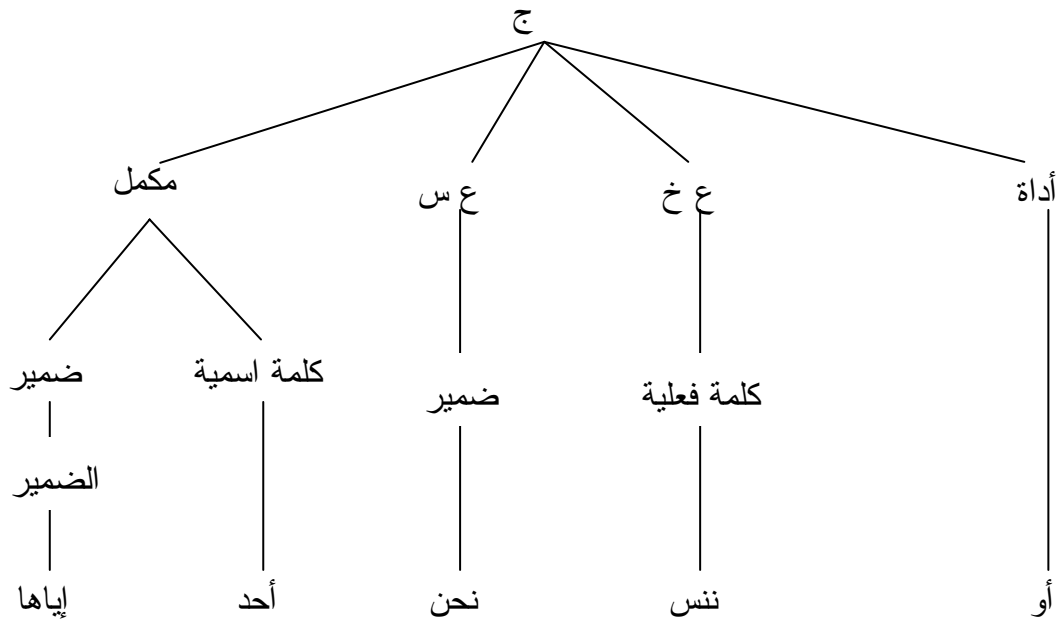 ج
أداة ع خ ع س مكمل
كلمة فعلية ضمير كلمة اسمية ضمير
الضمير
أو ننس نحن أحد إياها